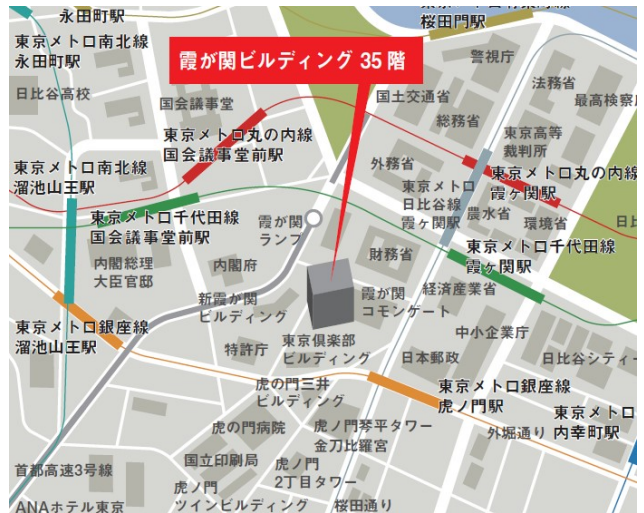 永田町駅
桜田門駅
東京メトロ南北線
永田町駅
霞が関ビルディング 35 階
警視庁
日比谷高校
国会議事堂
国土交通省
法務省
総務省
最高検察庁
東京メトロ丸の内線
国会議事堂前駅
東京高等
裁判所
東京メトロ南北線
溜池山王駅
外務省
東京メトロ
日比谷線
霞ヶ関駅
東京メトロ丸の内線
霞ヶ関駅
農水省
環境省
東京メトロ千代田線
国会議事堂前駅
霞が関
ランプ
日比
財務省
東京メトロ千代田線
霞ヶ関駅
内閣総理
大臣官邸
内閣府
新霞が関
ビルディング
霞が関
コモンゲート
経済産業省
東京メトロ銀座線
溜池山王駅
特許庁
東京倶楽部
ビルディング
日本郵政
中小企業庁
日比谷シティー
虎の門三井
ビルディング
東京メトロ銀座線
虎ノ門駅
虎の門病院
虎ノ門琴平タワー
金刀比羅宮
外堀通り
東京メトロ
内幸町駅
首都高速3号線
国立印刷局
虎ノ門
2丁目タワー
ANAホテル東京
虎ノ門
ツインビルディング
桜田通り